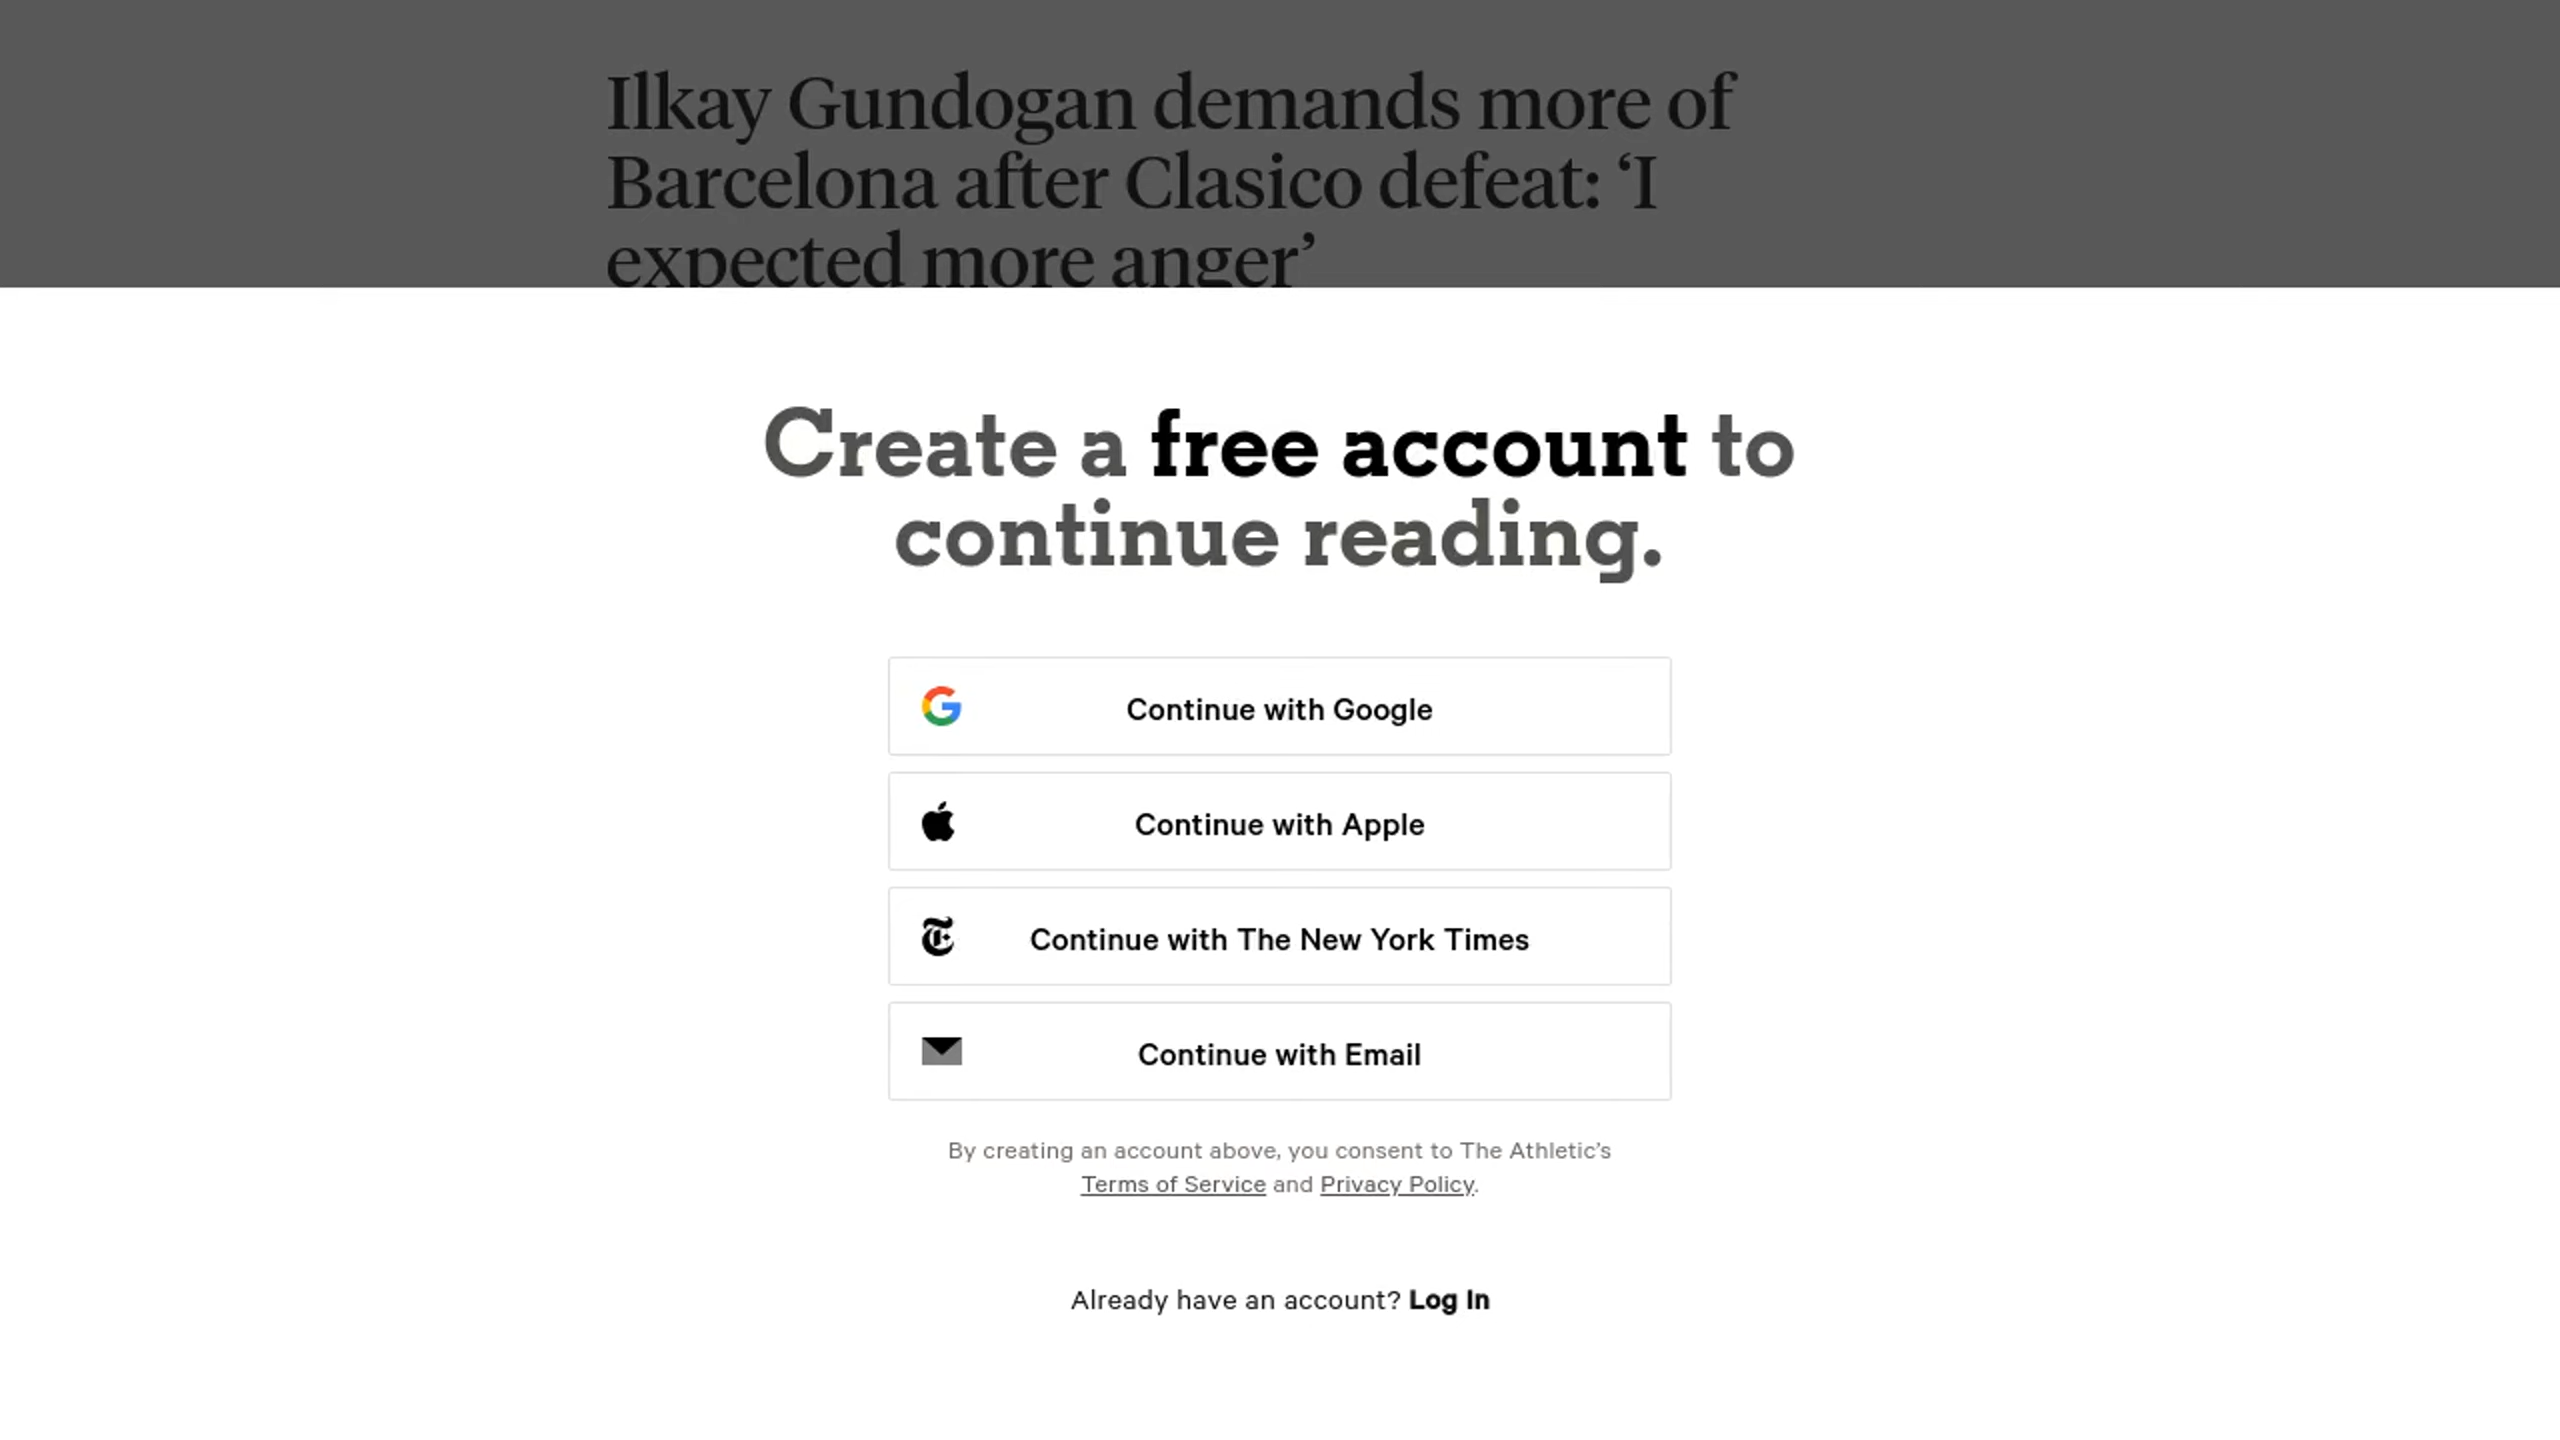 Ilkay Gundogan demands more of
Barcelona after Clasico defeat: ‘I
expected more anger’
Create a free account to
continue reading.
Continue with Google
Continue with Apple
Continue with The New York Times
Continue with Email
By creating an account above, you consent to The Athletic’s
Terms of Service and Privacy Policy.
Already have an account? Log In